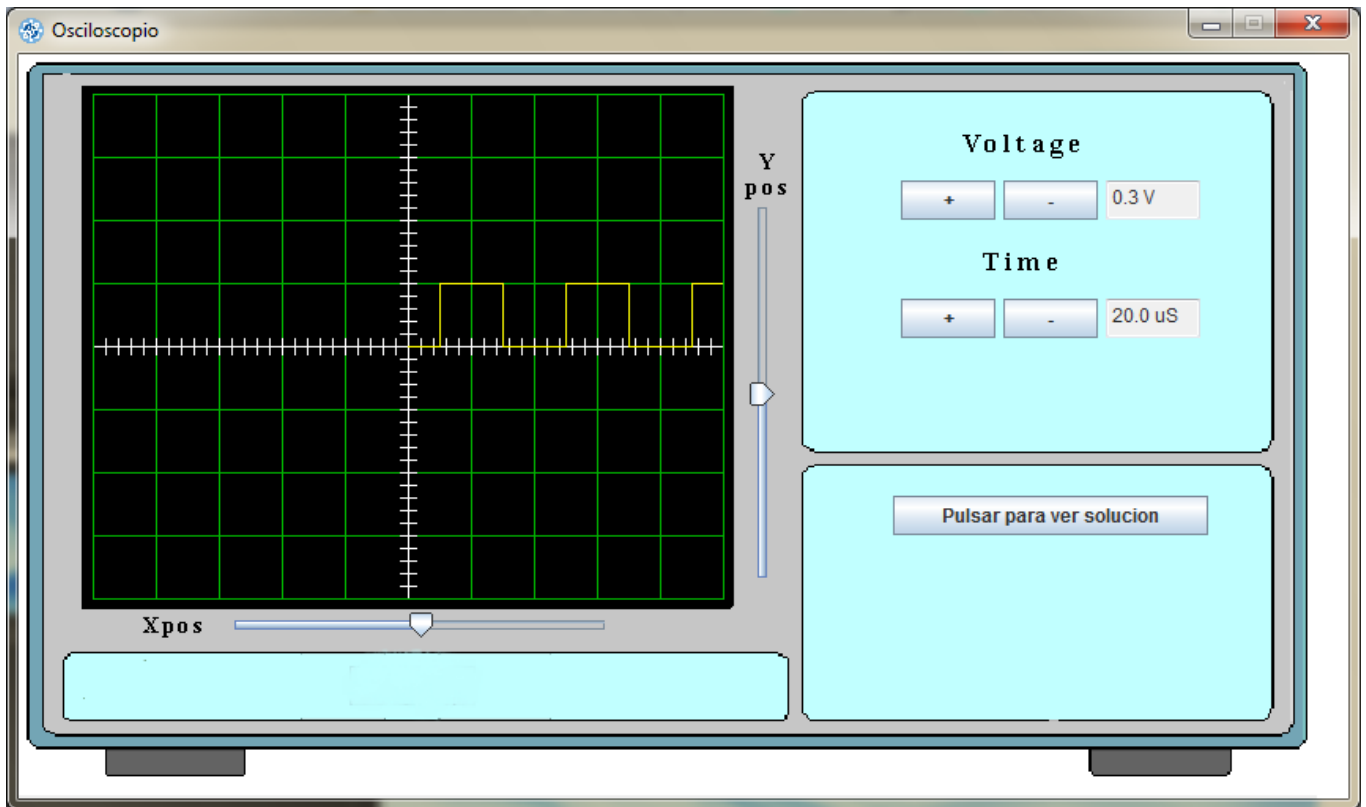 Osciloscopio
Voltage
+ - 0.3 V
Time
+ - 20.0 uS
Y
pos
Pulsar para ver solucion
Xpos